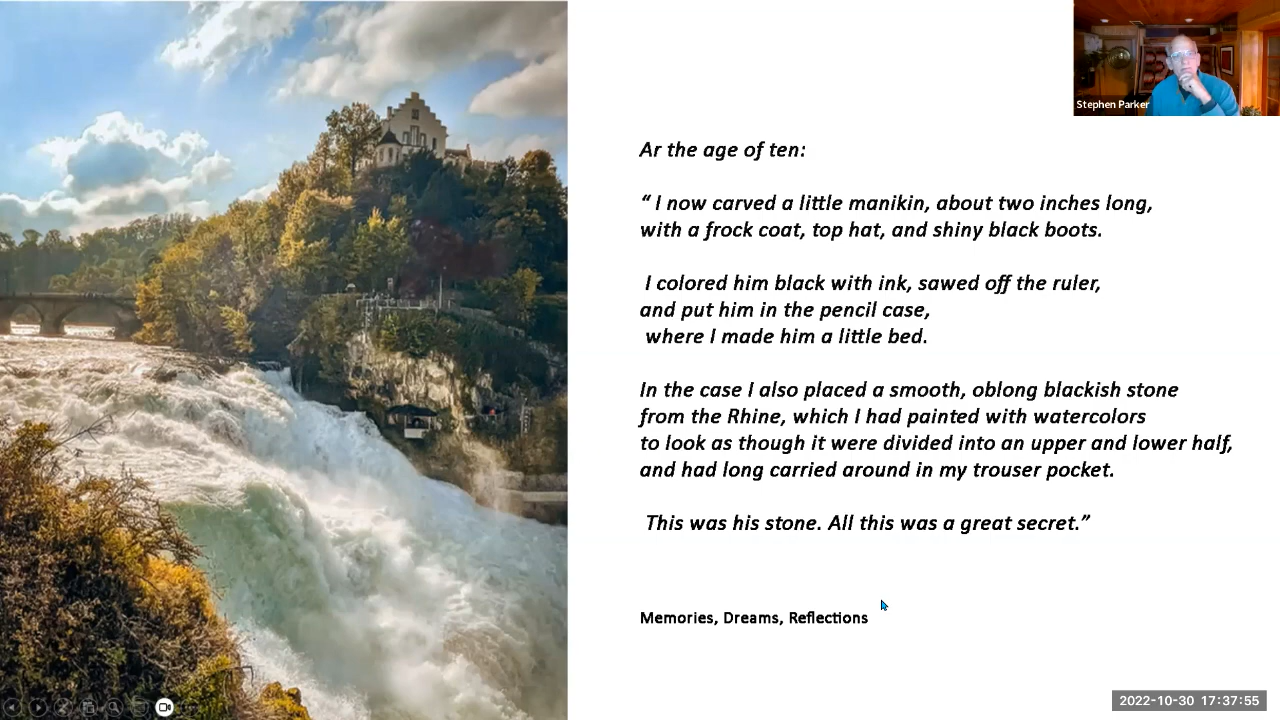 Stephen Parker
Ar the age of ten:
“ I now carved a little manikin, about two inches long,
with a frock coat, top hat, and shiny black boots.
I colored him black with ink, sawed off the ruler,
and put him in the pencil case,
where I made him a little bed.
In the case I also placed a smooth, oblong blackish stone
from the Rhine, which I had painted with watercolors
to look as though it were divided into an upper and lower half,
and had long carried around in my trouser pocket.
This was his stone. All this was a great secret.”
Memories, Dreams, Reflections
2022-10-30 17:37:55